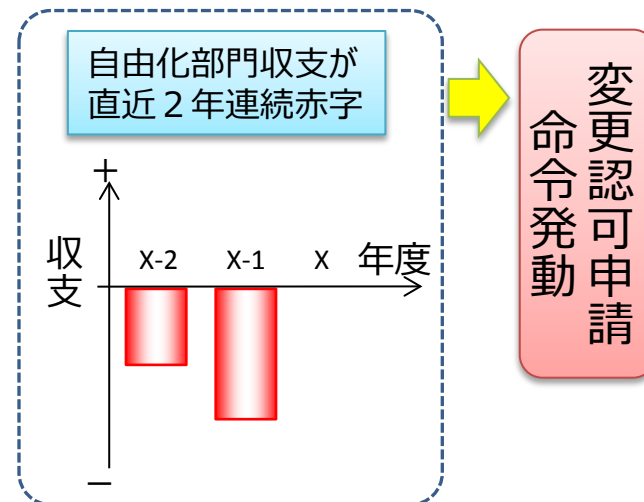 自由化部門収支が
直近２年連続赤字
＋
収支
X-2 X-1 X 年度
－
変更認可申請
命令発動